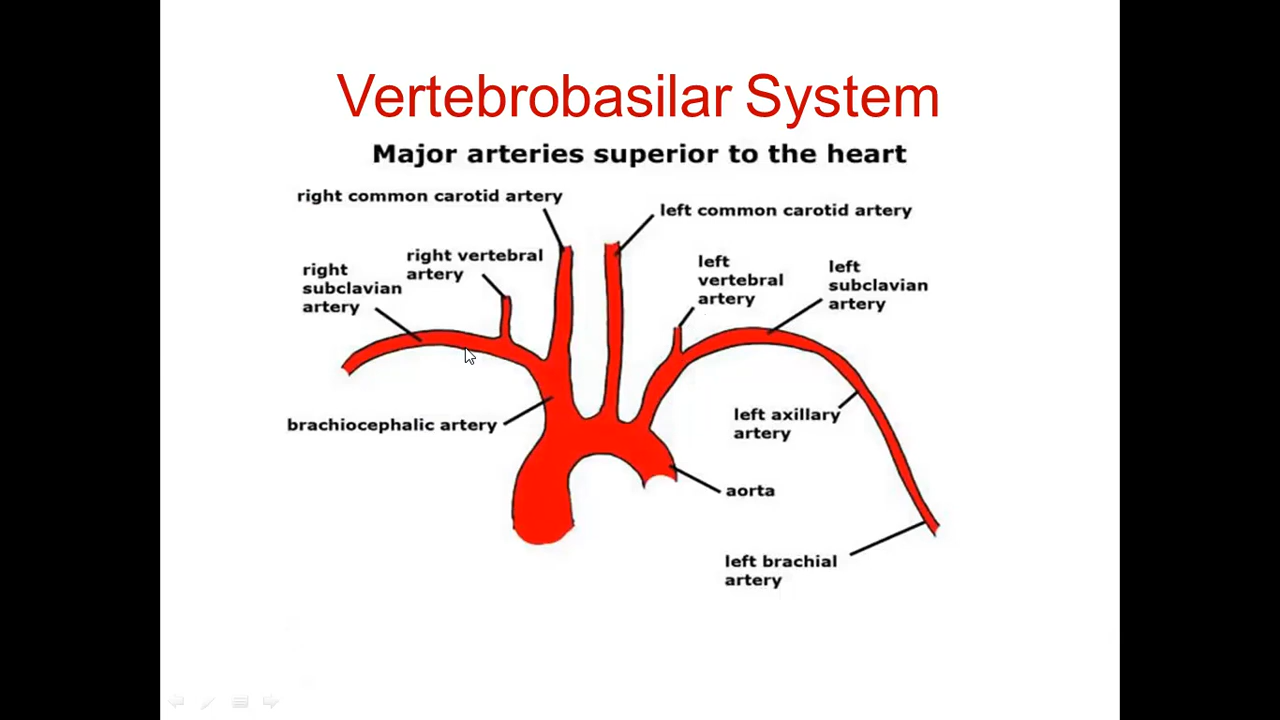 Vertebrobasilar System
Major arteries superior to the heart
right common carotid artery
left common carotid artery
right vertebral
artery
right
subclavian
artery
left
vertebral
artery
left
subclavian
artery
brachiocephalic artery
left axillary
artery
aorta
left brachial
artery